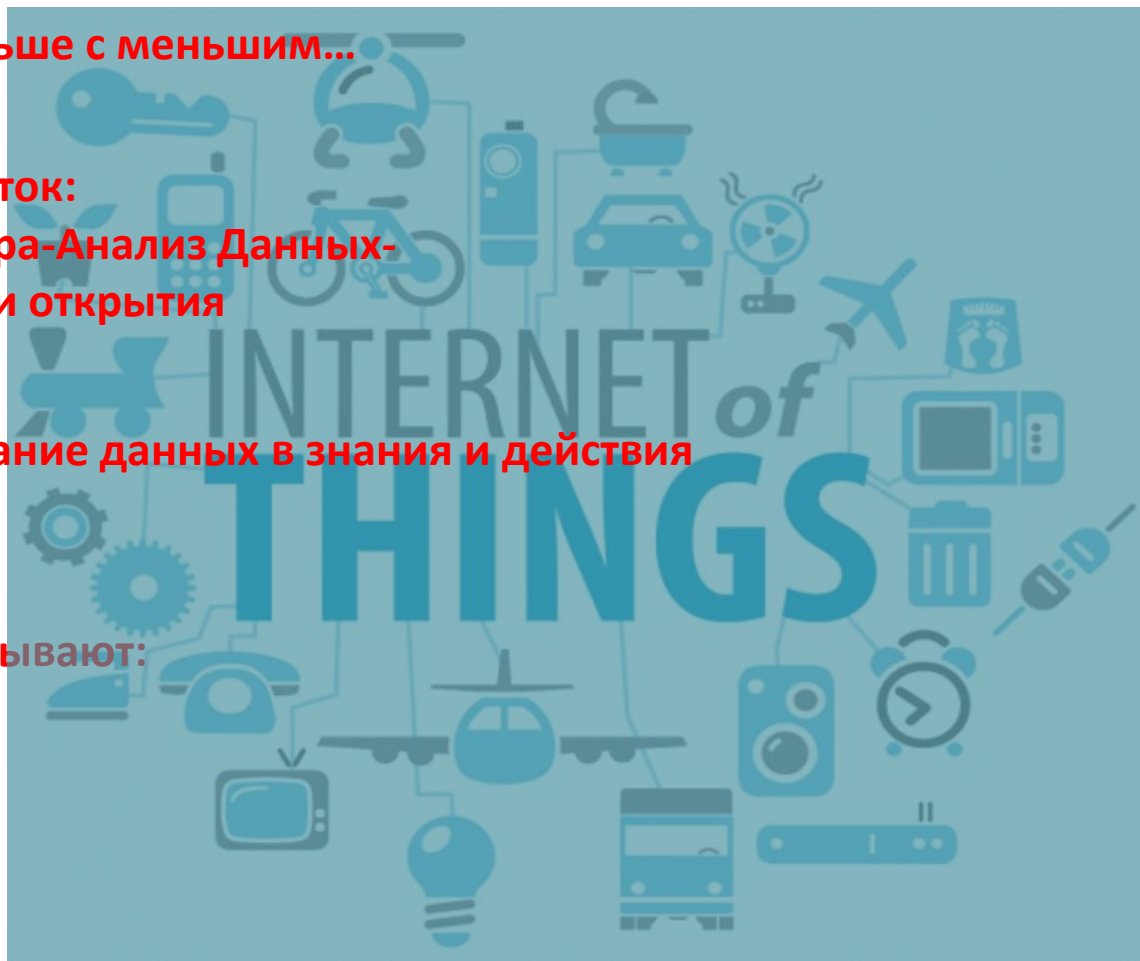 ьше с меньшим...
ток:
ра-Анализ Данных-
и открытия
INTERNET of
ание данных в знания и действия
THINGS
ывают: